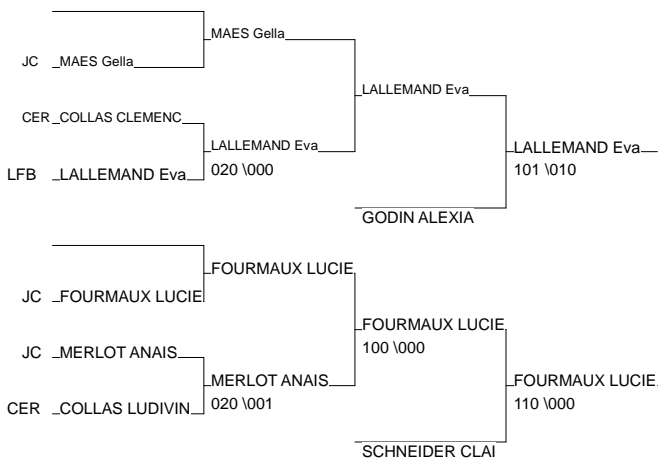 MAES Gella
JC MAES Gella
LALLEMAND Eva
CER COLLAS CLEMENC
LALLEMAND Eva LALLEMAND Eva
020 \000 101 \010
LFB LALLEMAND Eva
GODIN ALEXIA
FOURMAUX LUCIE
JC FOURMAUX LUCIE
FOURMAUX LUCIE
100 \000
JC MERLOT ANAIS
MERLOT ANAIS FOURMAUX LUCIE
020 \001 110 \000
CER COLLAS LUDIVIN
SCHNEIDER CLAI